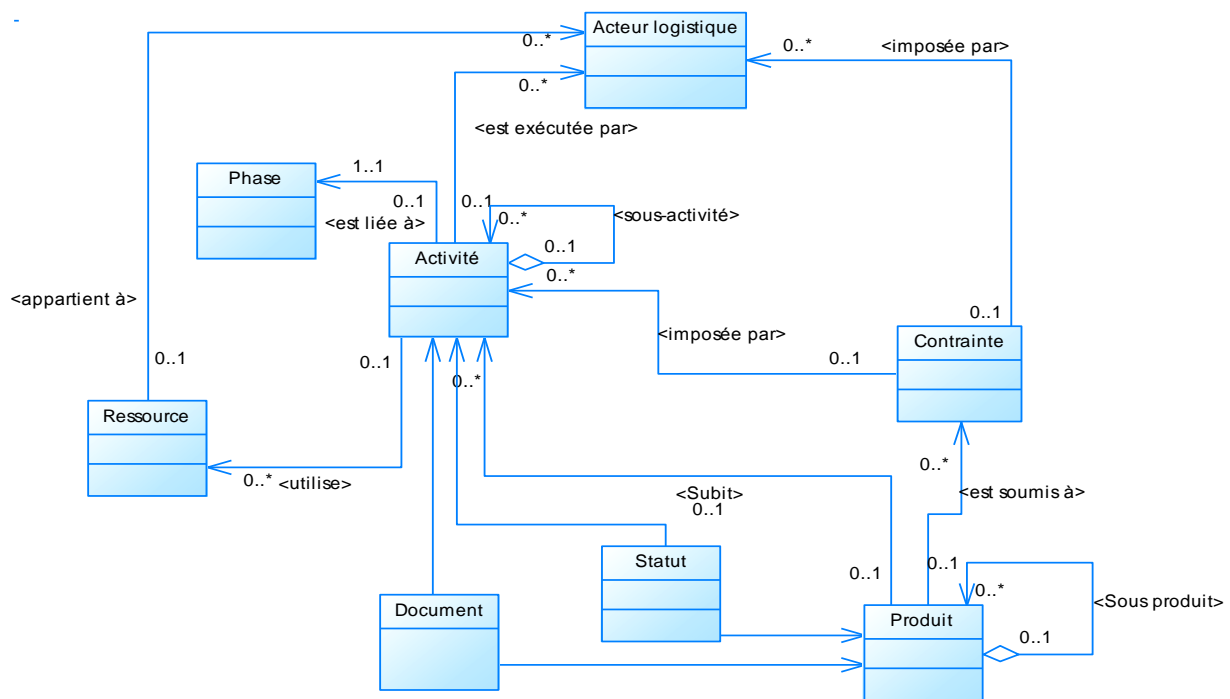 Acteur logistique
0..*
0..*
<imposée par>
0..*
<est exécutée par>
Phase
1..1
0..1
<est liée à>
0..1
0..*
<sous-activité>
Activité
0..1
0..*
<appartient à>
<imposée par>
0..1
Contrainte
0..1
0..1
0..1
0..*
Ressource
0..*
<utilise>
0..*
<est soumis à>
<Subit>
0..1
Statut
0..1
0..1
0..*
<Sous produit>
Document
Produit
0..1